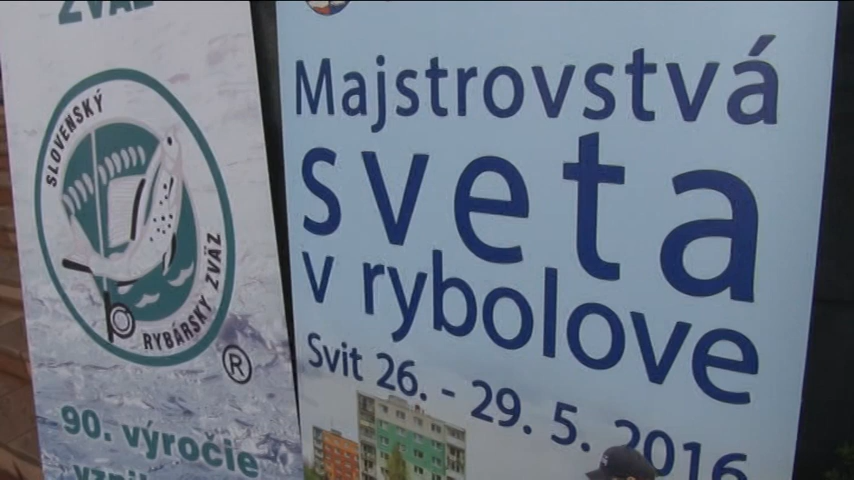 ZVÄZ
SLOVENSKÝ
RYBÁRSKY ZVÄZ
®
90. výročie
Majstrovstvá
sveta
v rybolove
Svit 26. - 29. 5. 2016